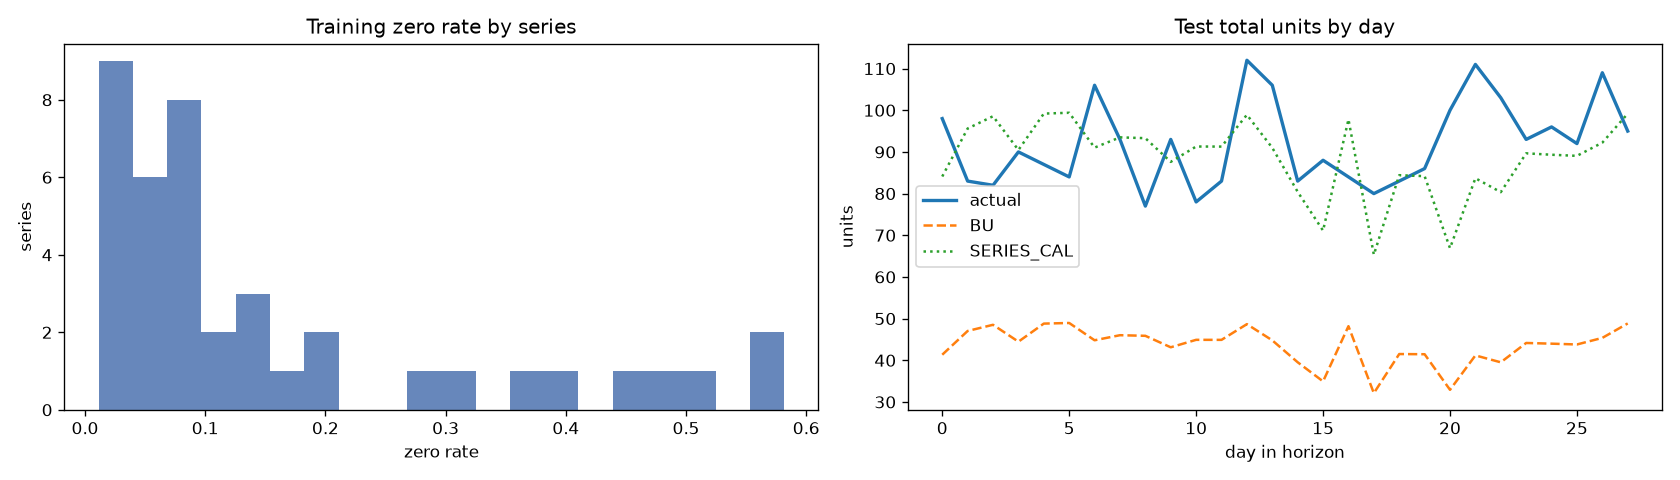 Training zero rate by series
8
6
4
2
0
series
0.0 0.1 0.2 0.3 0.4 0.5 0.6
zero rate
Test total units by day
110
100
90
80
70
60
50
40
30
units
actual
BU
SERIES_CAL
0 5 10 15 20 25
day in horizon